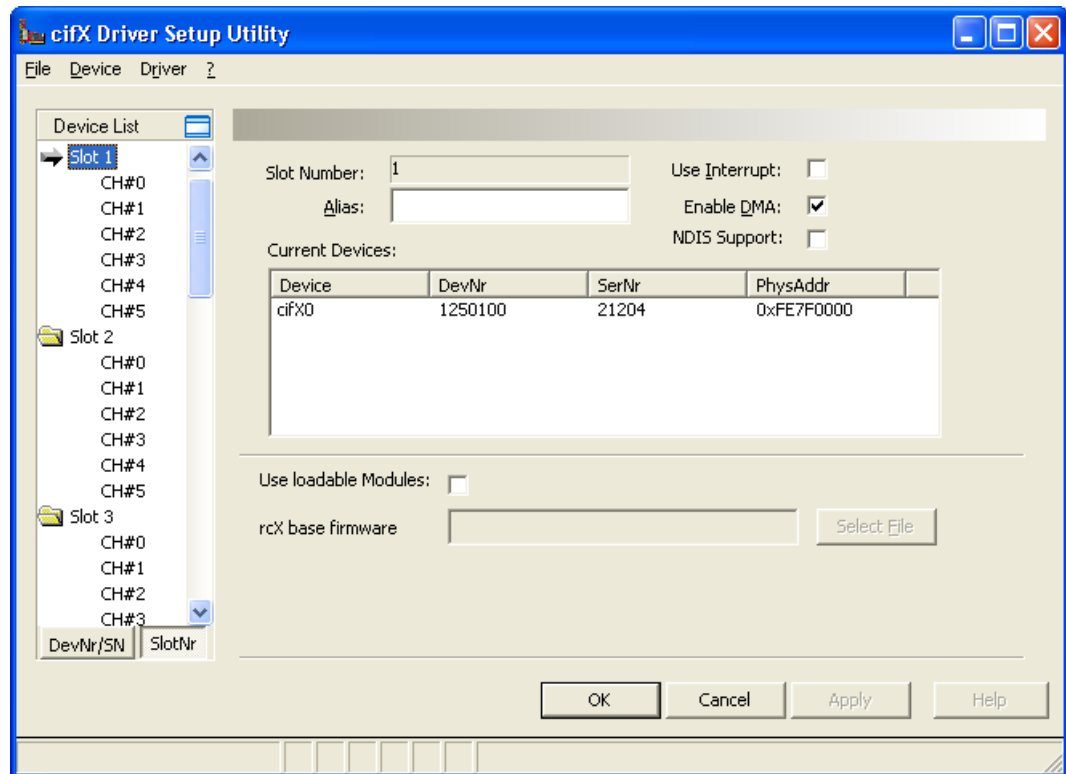 cifX Driver Setup Utility
File Device Driver ?
Device List
Slot 1
CH#0
CH#1
CH#2
CH#3
CH#4
CH#5
Slot 2
CH#0
CH#1
CH#2
CH#3
CH#4
CH#5
Slot 3
CH#0
CH#1
CH#2
CH#3
DevNr/SN SlotNr
Slot Number: 1 Use Interrupt:
Alias: Enable DMA:
NDIS Support:
Current Devices:
Device DevNr SerNr PhysAddr
cifX0 1250100 21204 0xFE7F0000
Use loadable Modules:
rcX base firmware Select File
OK Cancel Apply Help